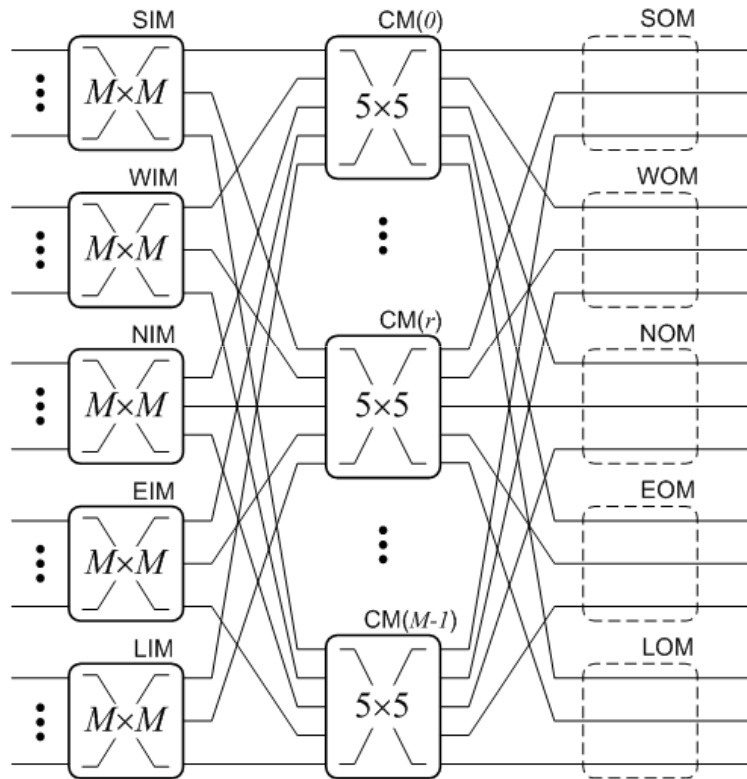 SIM CM(0) SOM
M×M 5×5
WIM WOM
M×M
CM(r)
NIM NOM
M×M 5×5
EIM EOM
M×M
CM(M-1)
LIM LOM
M×M 5×5